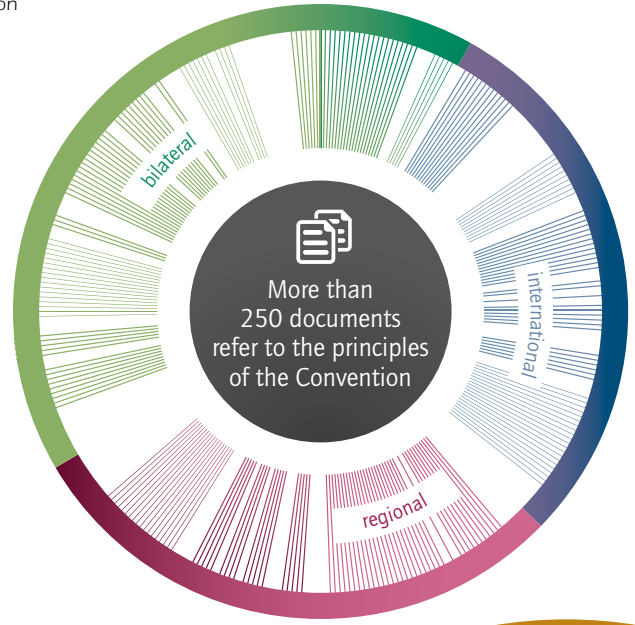 on
bilateral
international
regional
More than
250 documents
refer to the principles
of the Convention